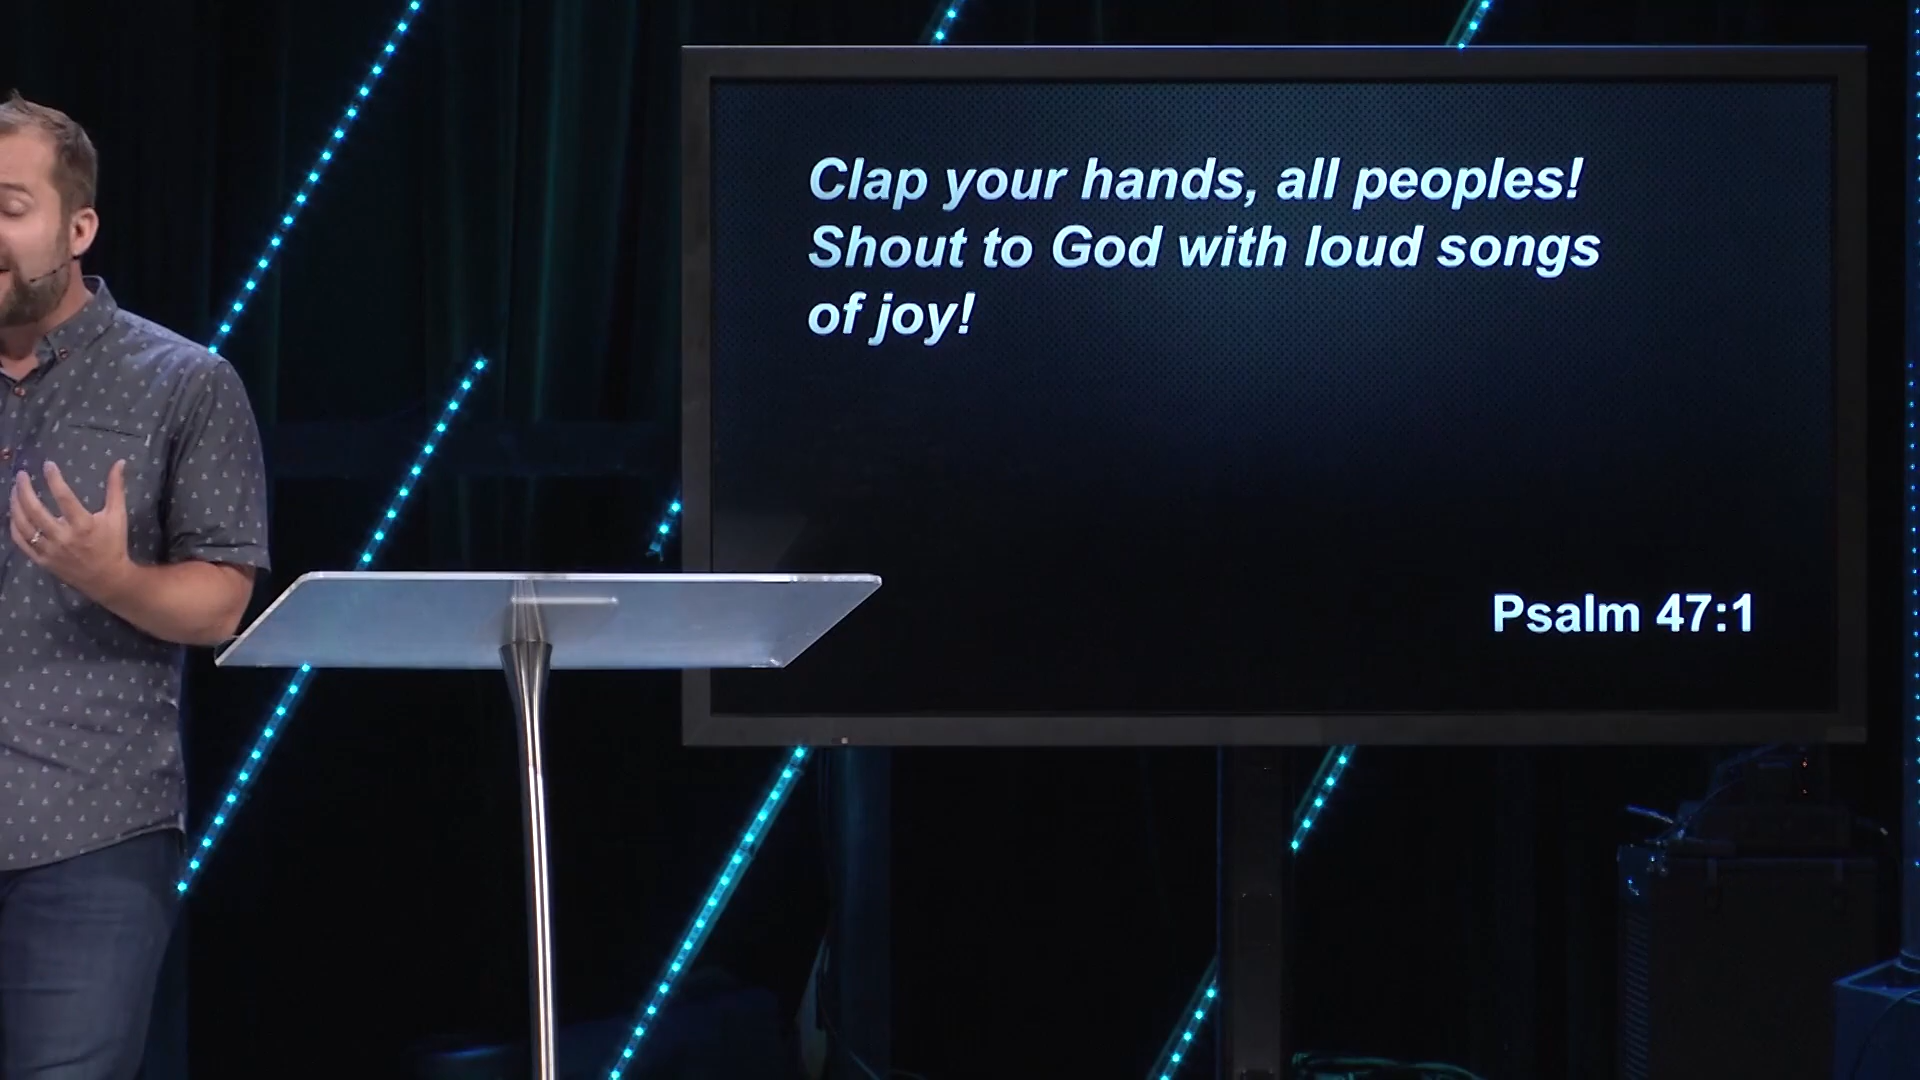 Clap your hands, all peoples!
Shout to God with loud songs
of joy!
Psalm 47:1